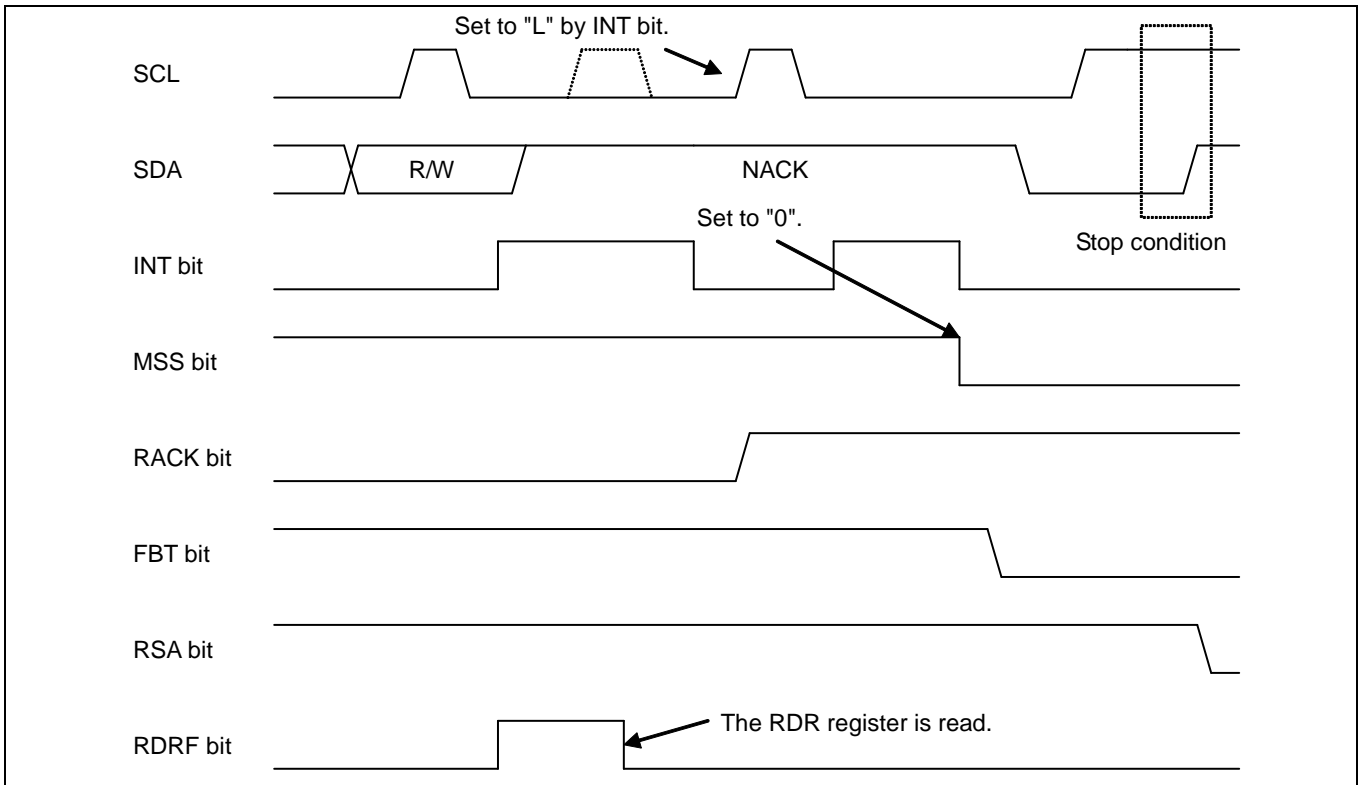 Set to "L" by INT bit.
SCL
SDA
R/W
NACK
Set to "0".
Stop condition
INT bit
MSS bit
RACK bit
FBT bit
RSA bit
The RDR register is read.
RDRF bit